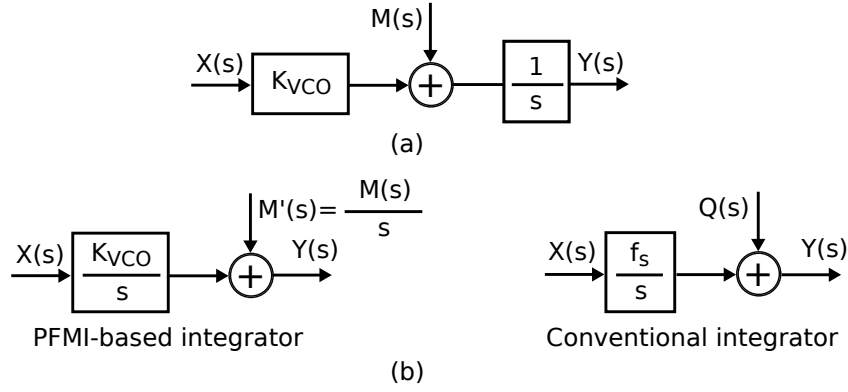 M(s)
X(s)
K_VCO
+
1
s
Y(s)
(a)
M'(s)= M(s)
s
X(s)
K_VCO
s
+
Y(s)
PFMI-based integrator
Q(s)
X(s)
f_s
s
+
Y(s)
Conventional integrator
(b)